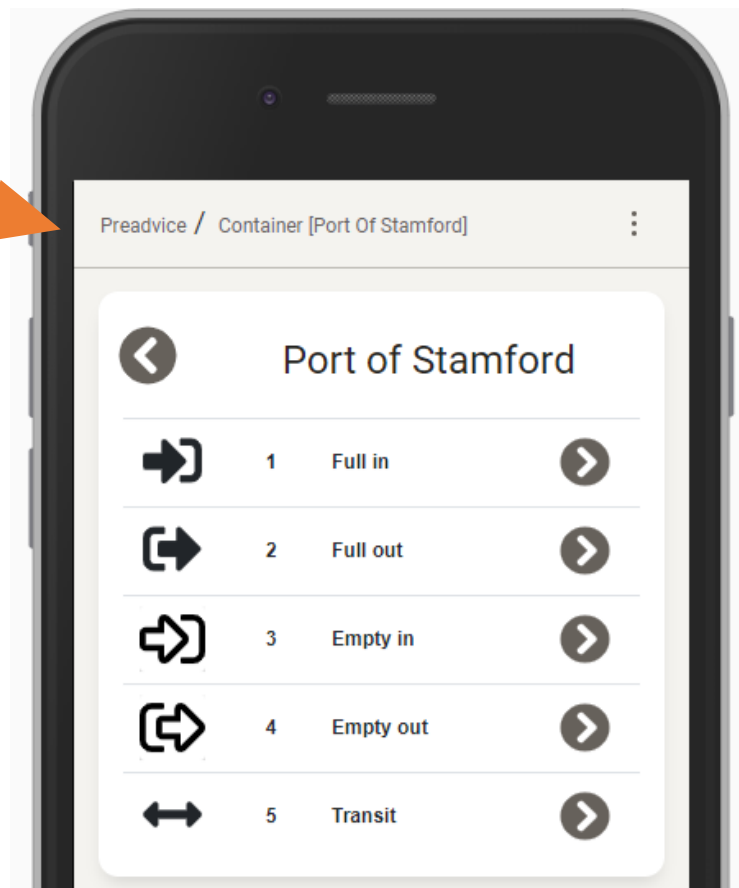 Preadvice / Container [Port Of Stamford]
Port of Stamford
1 Full in
2 Full out
3 Empty in
4 Empty out
5 Transit